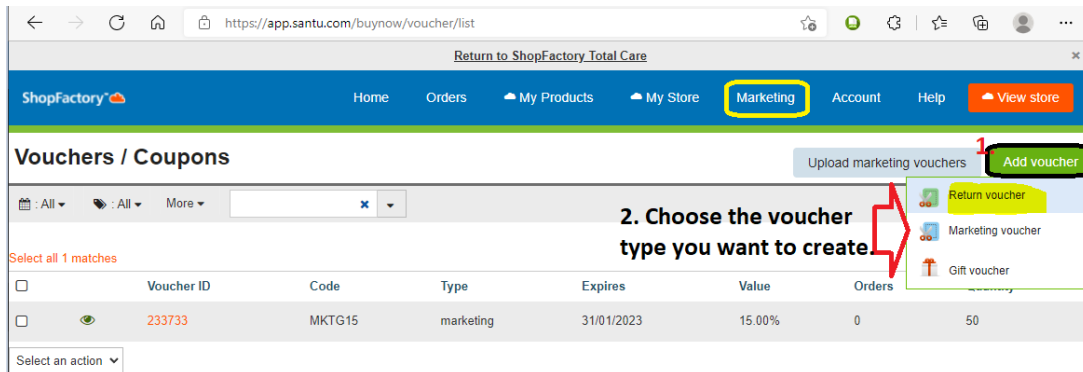 https://app.santu.com/buynow/voucher/list
Return to ShopFactory Total Care ×
ShopFactory Home Orders My Products My Store Marketing Account Help View store
Vouchers / Coupons
1.
Upload marketing vouchers Add voucher
: All : All More ×
Return voucher
2. Choose the voucher
type you want to create.
Marketing voucher
Gift voucher
Select all 1 matches
Voucher ID Code Type Expires Value Orders
233733 MKTG15 marketing 31/01/2023 15.00% 0 50
Select an action